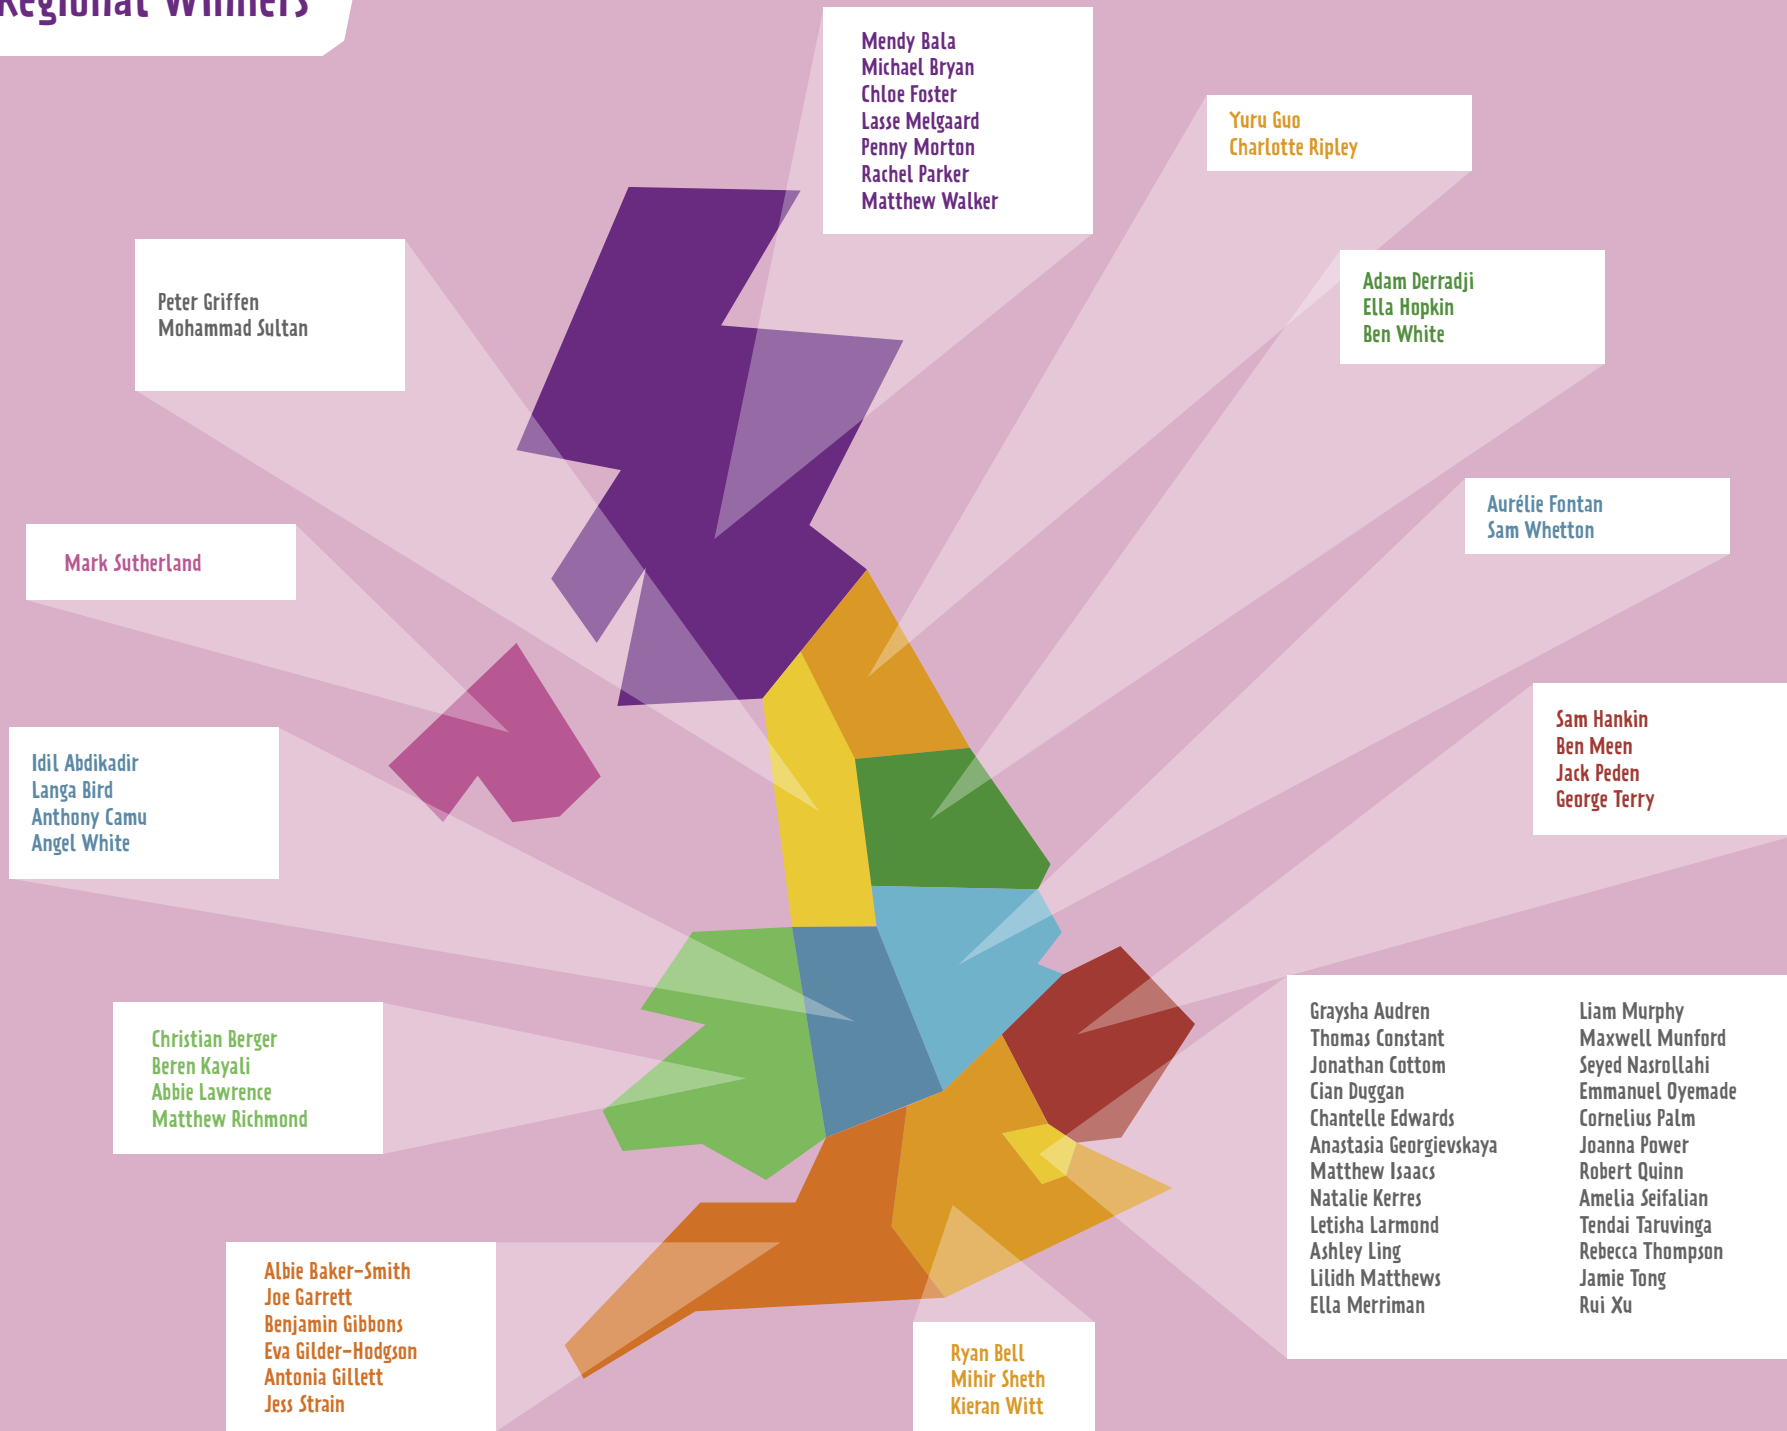 Regional Winners
Mendy Bala
Michael Bryan
Chloe Foster
Lasse Melgaard
Penny Morton
Rachel Parker
Matthew Walker
Yuru Guo
Charlotte Ripley
Peter Griffen
Mohammad Sultan
Adam Derradji
Ella Hopkin
Ben White
Aurélie Fontan
Sam Whetton
Mark Sutherland
Sam Hankin
Ben Meen
Jack Peden
George Terry
Idil Abdikadir
Langa Bird
Anthony Camu
Angel White
Christian Berger
Beren Kayali
Abbie Lawrence
Matthew Richmond
Graysha Audren
Thomas Constant
Jonathan Cottom
Cian Duggan
Chantelle Edwards
Anastasia Georgievskaya
Matthew Isaacs
Natalie Kerres
Letisha Larmond
Ashley Ling
Lilidh Matthews
Ella Merriman
Liam Murphy
Maxwell Munford
Seyed Nasrollahi
Emmanuel Oyemade
Cornelius Palm
Joanna Power
Robert Quinn
Amelia Seifalian
Tendai Taruvinga
Rebecca Thompson
Jamie Tong
Rui Xu
Albie Baker-Smith
Joe Garrett
Benjamin Gibbons
Eva Gilder-Hodgson
Antonia Gillett
Jess Strain
Ryan Bell
Mihir Sheth
Kieran Witt